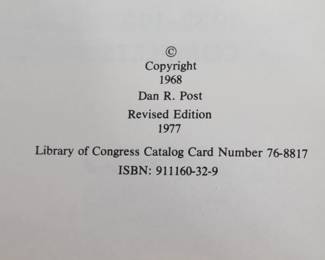 ©
Copyright
1968
Dan R. Post
Revised Edition
1977
Library of Congress Catalog Card Number 76-8817
ISBN: 911160-32-9